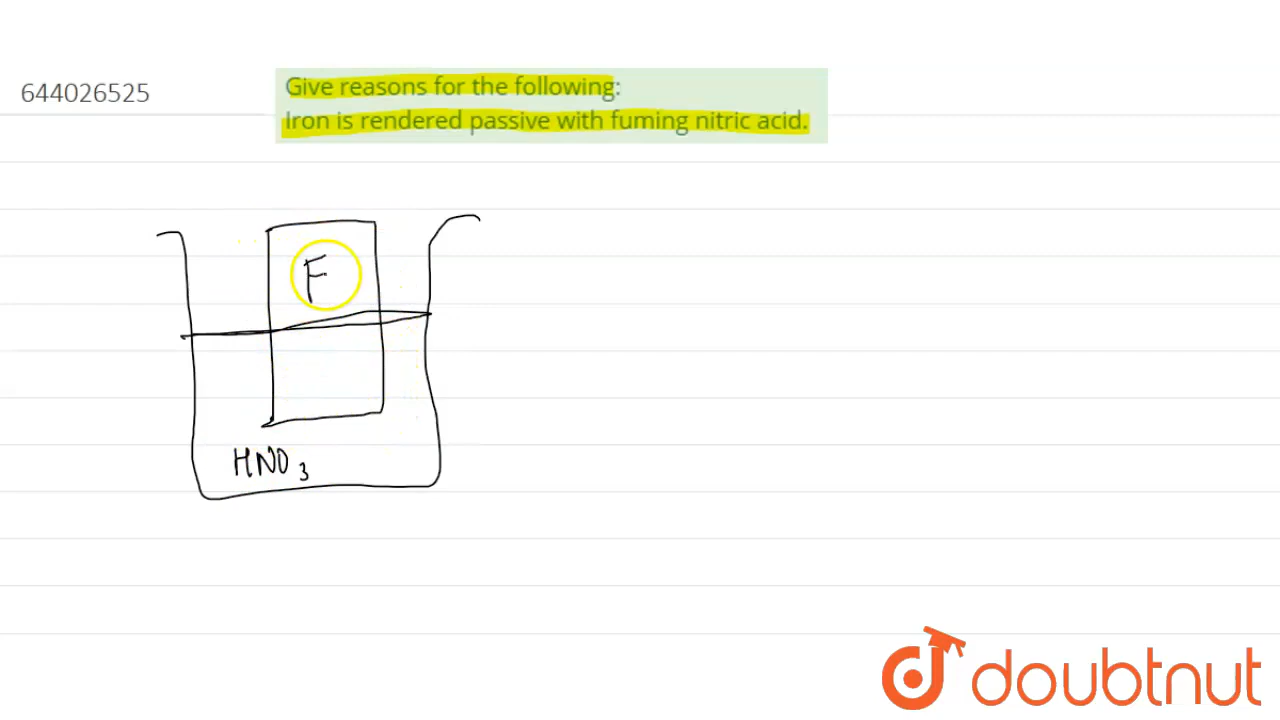 644026525
Give reasons for the following:
Iron is rendered passive with fuming nitric acid.
F
HNO3
doubtnut